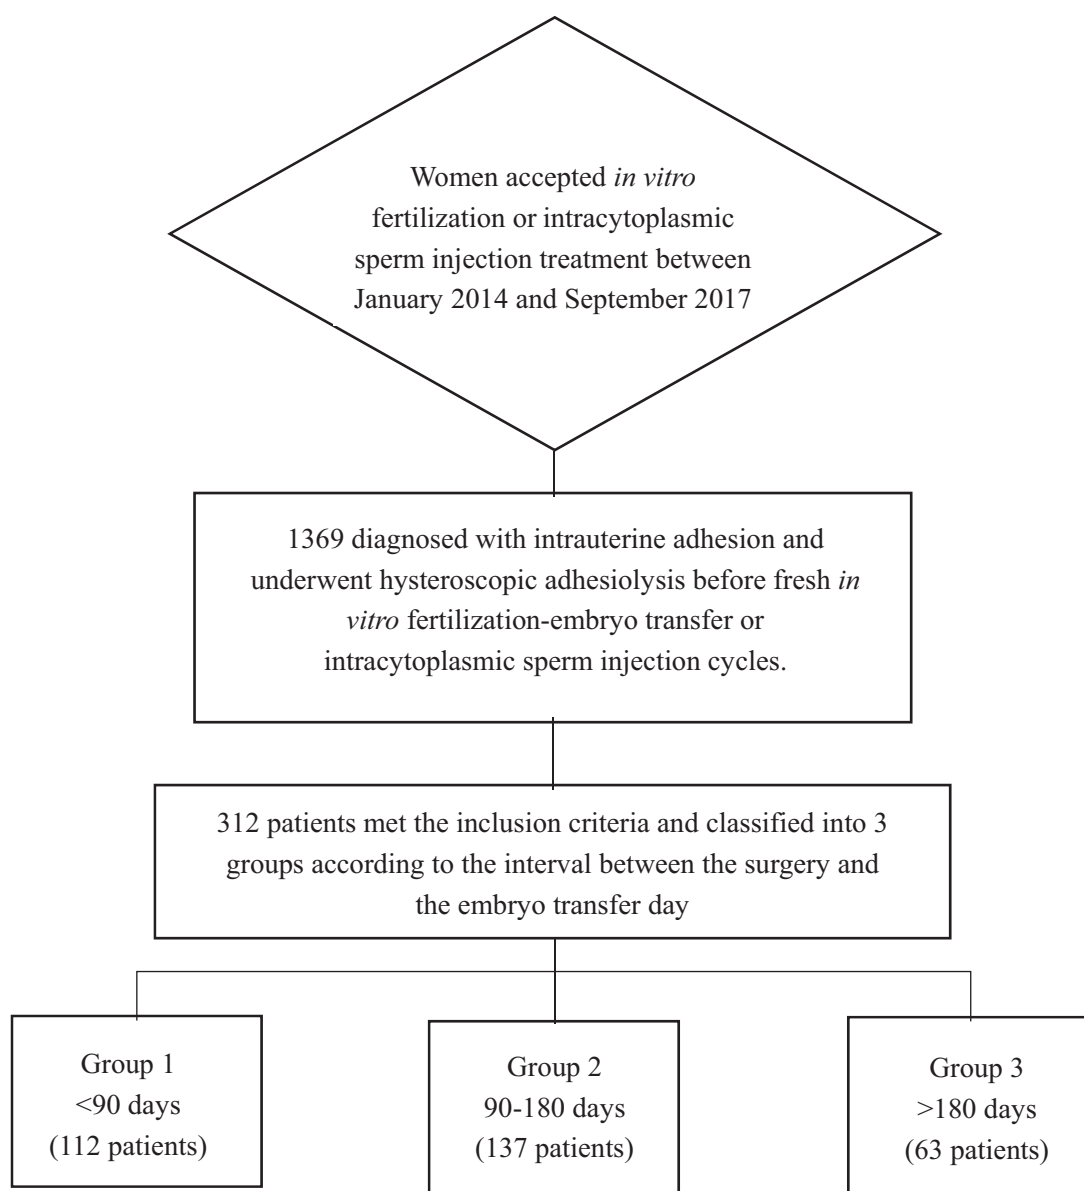 Women accepted in vitro
fertilization or intracytoplasmic
sperm injection treatment between
January 2014 and September 2017
1369 diagnosed with intrauterine adhesion and
underwent hysteroscopic adhesiolysis before fresh in
vitro fertilization-embryo transfer or
intracytoplasmic sperm injection cycles.
312 patients met the inclusion criteria and classified into 3
groups according to the interval between the surgery and
the embryo transfer day
Group 1
<90 days
(112 patients)
Group 2
90-180 days
(137 patients)
Group 3
>180 days
(63 patients)